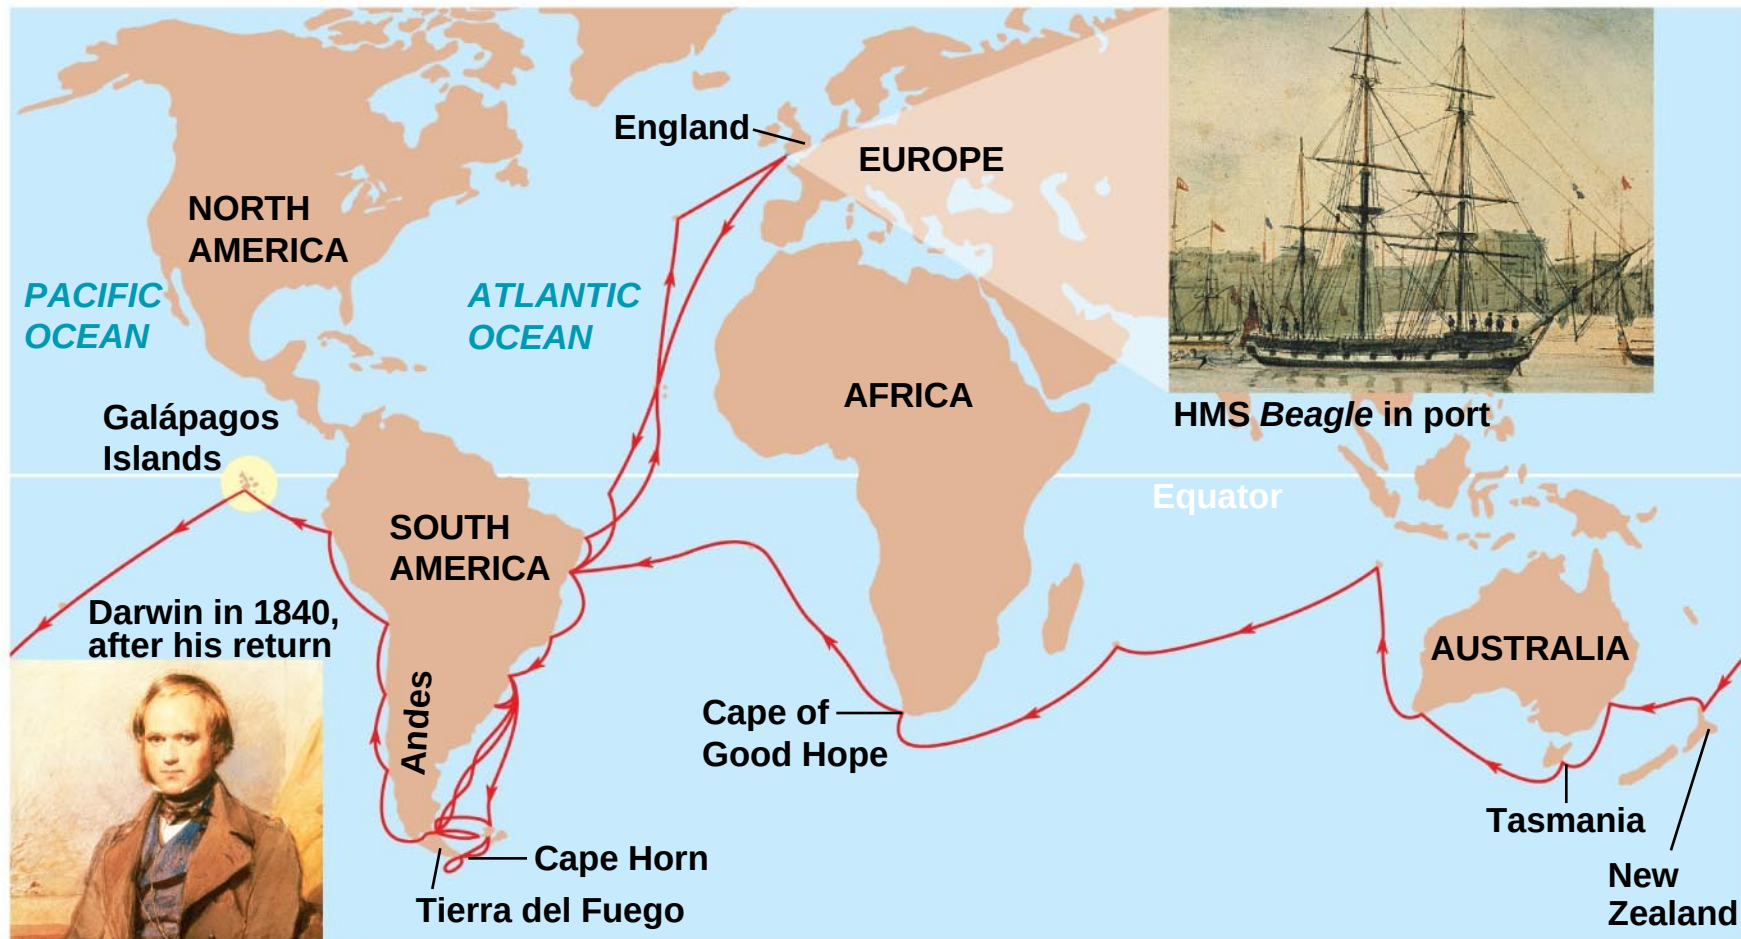 England
EUROPE
NORTH
AMERICA
PACIFIC
OCEAN
ATLANTIC
OCEAN
AFRICA
HMS Beagle in port
Galápagos
Islands
Equator
SOUTH
AMERICA
Darwin in 1840,
after his return
AUSTRALIA
Andes
Cape of
Good Hope
Tasmania
Cape Horn
Tierra del Fuego
New
Zealand